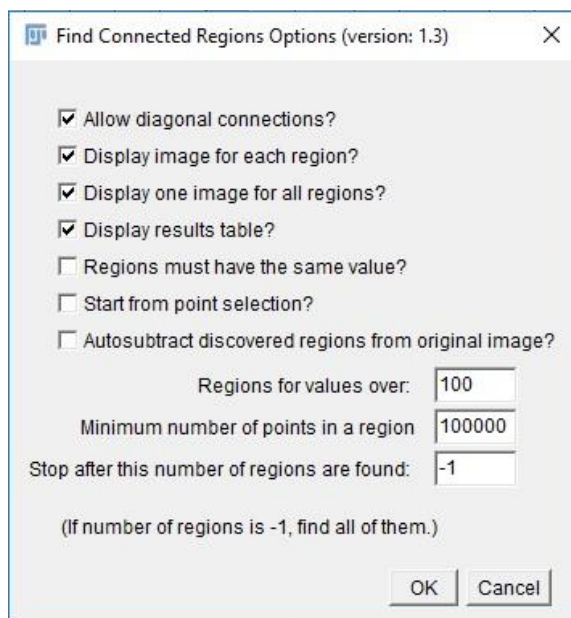 Find Connected Regions Options (version: 1.3)
Allow diagonal connections?
Display image for each region?
Display one image for all regions?
Display results table?
Regions must have the same value?
Start from point selection?
Autosubtract discovered regions from original image?
Regions for values over: 100
Minimum number of points in a region 100000
Stop after this number of regions are found: -1
(If number of regions is -1, find all of them.)
OK Cancel